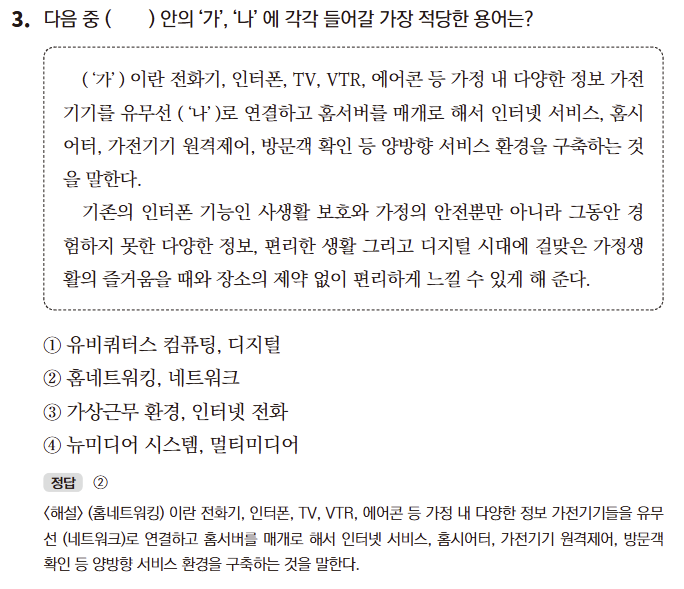 3. 다음 중 (      ) 안의 ‘가’, ‘나’ 에 각각 들어갈 가장 적당한 용어는?
( ‘가’ ) 이란 전화기, 인터폰, TV, VTR, 에어콘 등 가정 내 다양한 정보 가전
기기를 유무선 ( ‘나’ )로 연결하고 홈서버를 매개로 해서 인터넷 서비스, 홈시
어터, 가전기기 원격제어, 방문객 확인 등 양방향 서비스 환경을 구축하는 것
을 말한다.
기존의 인터폰 기능인 사생활 보호와 가정의 안전뿐만 아니라 그동안 경
험하지 못한 다양한 정보, 편리한 생활 그리고 디지털 시대에 걸맞은 가정생
활의 즐거움을 때와 장소의 제약 없이 편리하게 느낄 수 있게 해 준다.
① 유비쿼터스 컴퓨팅, 디지털
② 홈네트워킹, 네트워크
③ 가상근무 환경, 인터넷 전화
④ 뉴미디어 시스템, 멀티미디어
정답 ②
〈해설〉 (홈네트워킹) 이란 전화기, 인터폰, TV, VTR, 에어콘 등 가정 내 다양한 정보 가전기기들을 유무
선 (네트워크)로 연결하고 홈서버를 매개로 해서 인터넷 서비스, 홈시어터, 가전기기 원격제어, 방문객
확인 등 양방향 서비스 환경을 구축하는 것을 말한다.